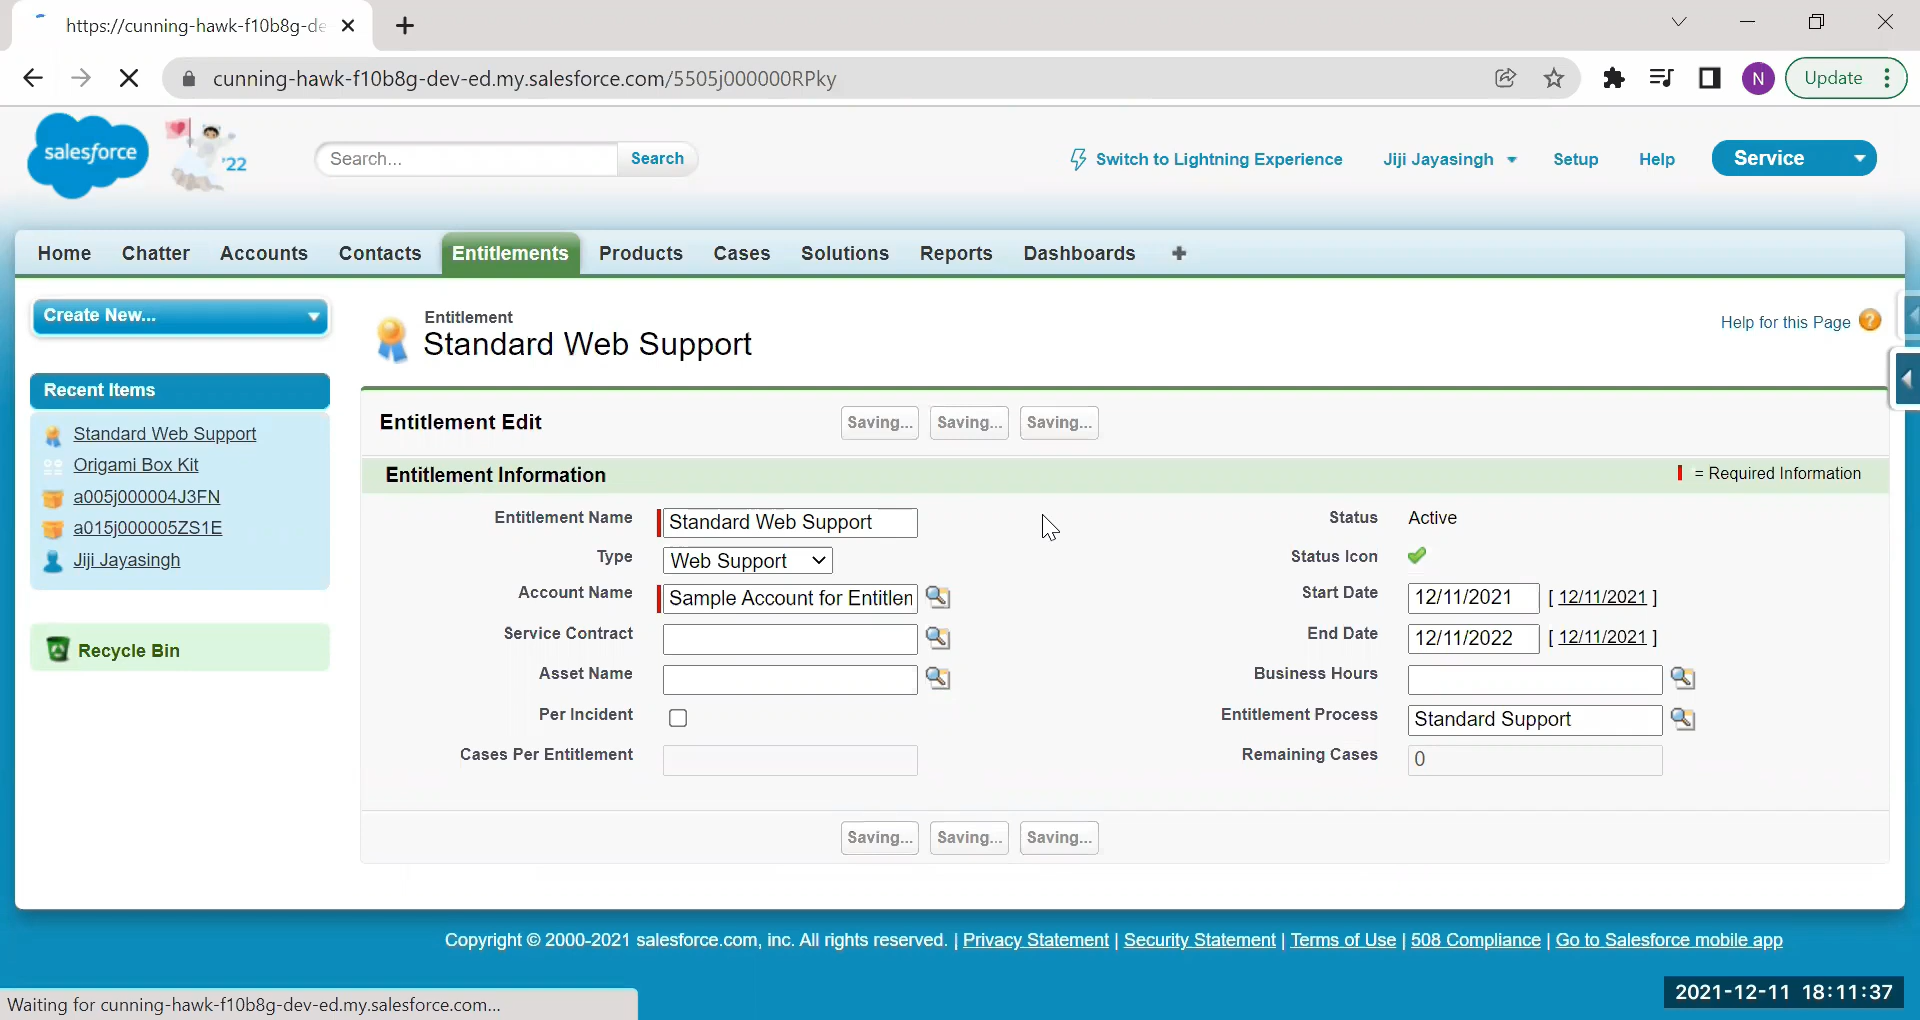 https://cunning-hawk-f10b8g-de
cunning-hawk-f10b8g-dev-ed.my.salesforce.com/5505j000000RPky
N
Update
salesforce
'22
Search...
Search
Switch to Lightning Experience
Jiji Jayasingh
Setup
Help
Service
Home
Chatter
Accounts
Contacts
Entitlements
Products
Cases
Solutions
Reports
Dashboards
Create New...
Recent Items
Standard Web Support
Origami Box Kit
a005j000004J3FN
a015j000005ZS1E
Jiji Jayasingh
Recycle Bin
Entitlement
Standard Web Support
Help for this Page
Entitlement Edit
Saving... Saving... Saving...
Entitlement Information
= Required Information
Entitlement Name Standard Web Support
Status Active
Type Web Support
Status Icon
Account Name Sample Account for Entitlem
Start Date 12/11/2021 [ 12/11/2021 ]
Service Contract
End Date 12/11/2022 [ 12/11/2021 ]
Asset Name
Business Hours
Per Incident
Entitlement Process Standard Support
Cases Per Entitlement
Remaining Cases 0
Saving... Saving... Saving...
Copyright © 2000-2021 salesforce.com, inc. All rights reserved. | Privacy Statement | Security Statement | Terms of Use | 508 Compliance | Go to Salesforce mobile app
Waiting for cunning-hawk-f10b8g-dev-ed.my.salesforce.com...
2021-12-11 18:11:37